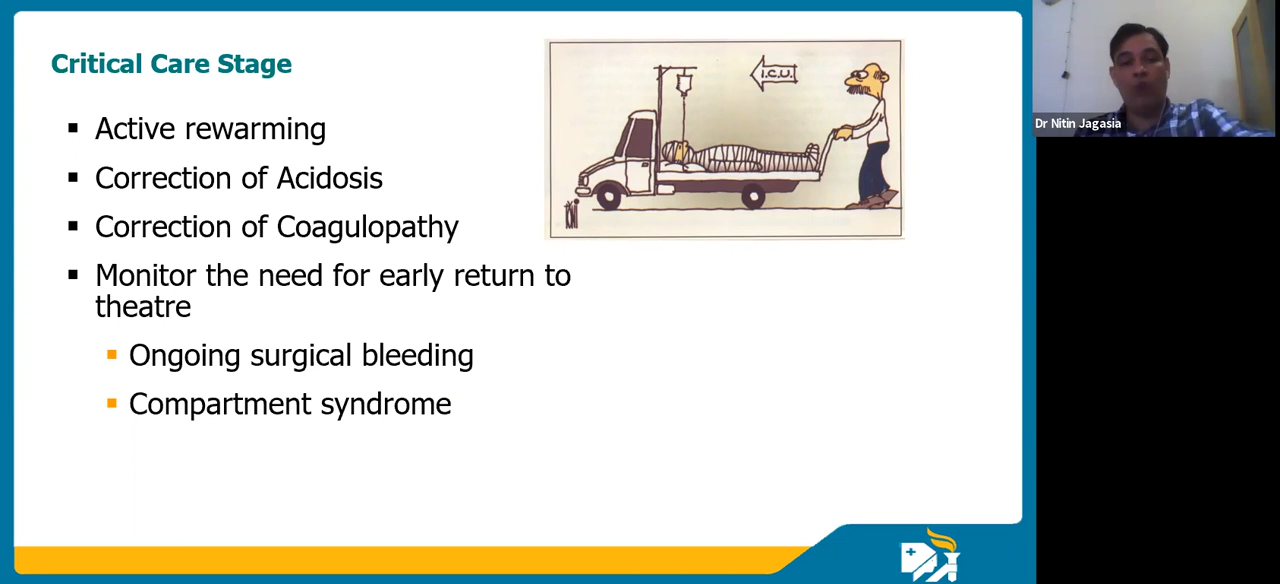 Critical Care Stage
I.C.U.
Dr Nitin Jagasia
Active rewarming
Correction of Acidosis
Correction of Coagulopathy
Monitor the need for early return to
theatre
Ongoing surgical bleeding
Compartment syndrome